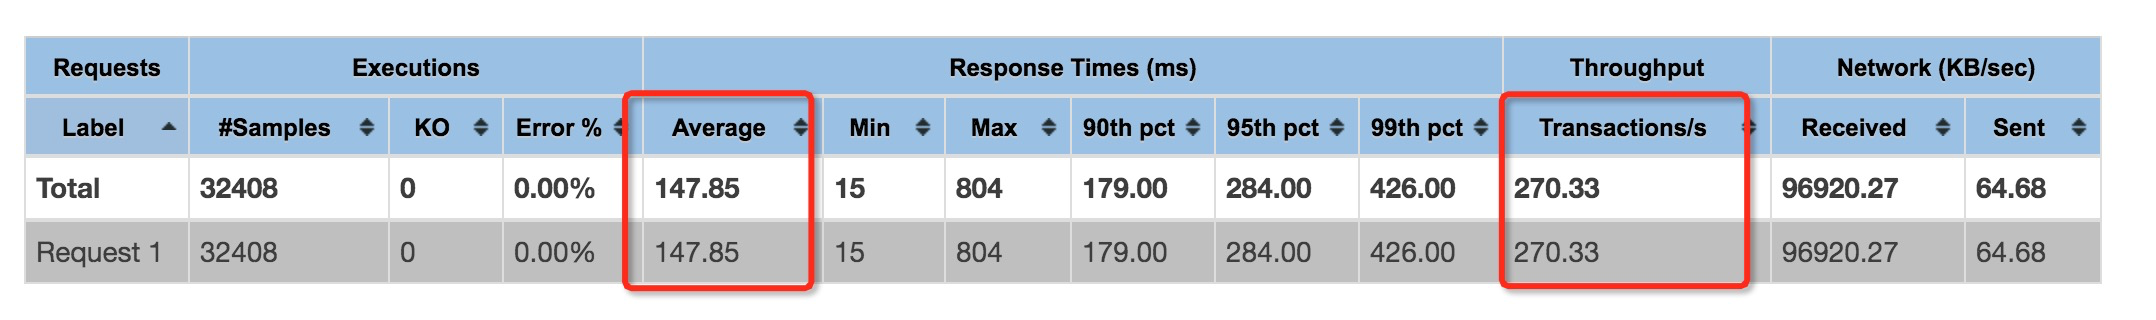 Requests Executions Response Times (ms) Throughput Network (KB/sec)
Label #Samples KO Error % Average Min Max 90th pct 95th pct 99th pct Transactions/s Received Sent
Total 32408 0 0.00% 147.85 15 804 179.00 284.00 426.00 270.33 96920.27 64.68
Request 1 32408 0 0.00% 147.85 15 804 179.00 284.00 426.00 270.33 96920.27 64.68